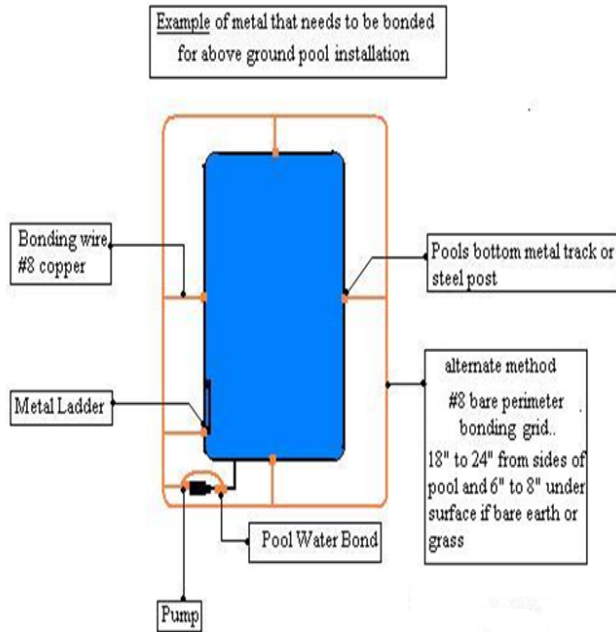 Example of metal that needs to be bonded
for above ground pool installation
Bonding wire
#8 copper
Pools bottom metal track or
steel post
alternate method
#8 bare perimeter
bonding grid..
18" to 24" from sides of
pool and 6" to 8" under
surface if bare earth or
grass
Metal Ladder
Pool Water Bond
Pump